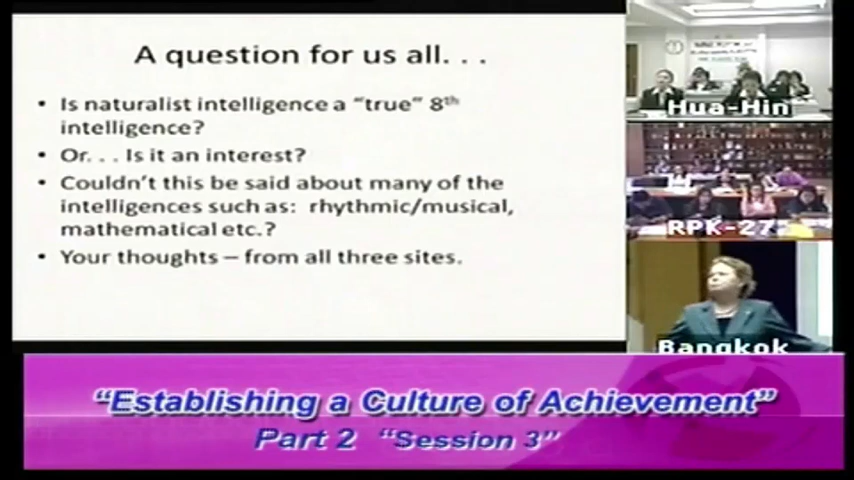 A question for us all. . .
• Is naturalist intelligence a “true” 8th
intelligence?
• Or. . . Is it an interest?
• Couldn’t this be said about many of the
intelligences such as:  rhythmic/musical,
mathematical etc.?
• Your thoughts – from all three sites.
Hua-Hin
RPK-27
Bangkok
“Establishing a Culture of Achievement”
Part 2 “Session 3”